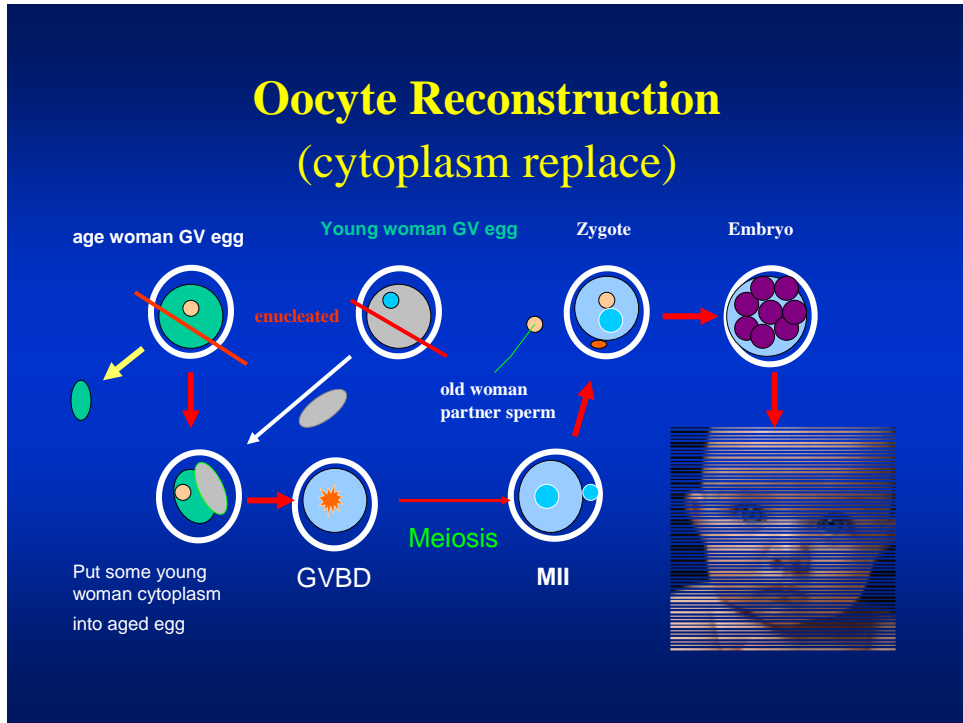 Oocyte Reconstruction
(cytoplasm replace)
age woman GV egg
Young woman GV egg
Zygote
Embryo
enucleated
old woman
partner sperm
Meiosis
Put some young
woman cytoplasm
into aged egg
GVBD
MII